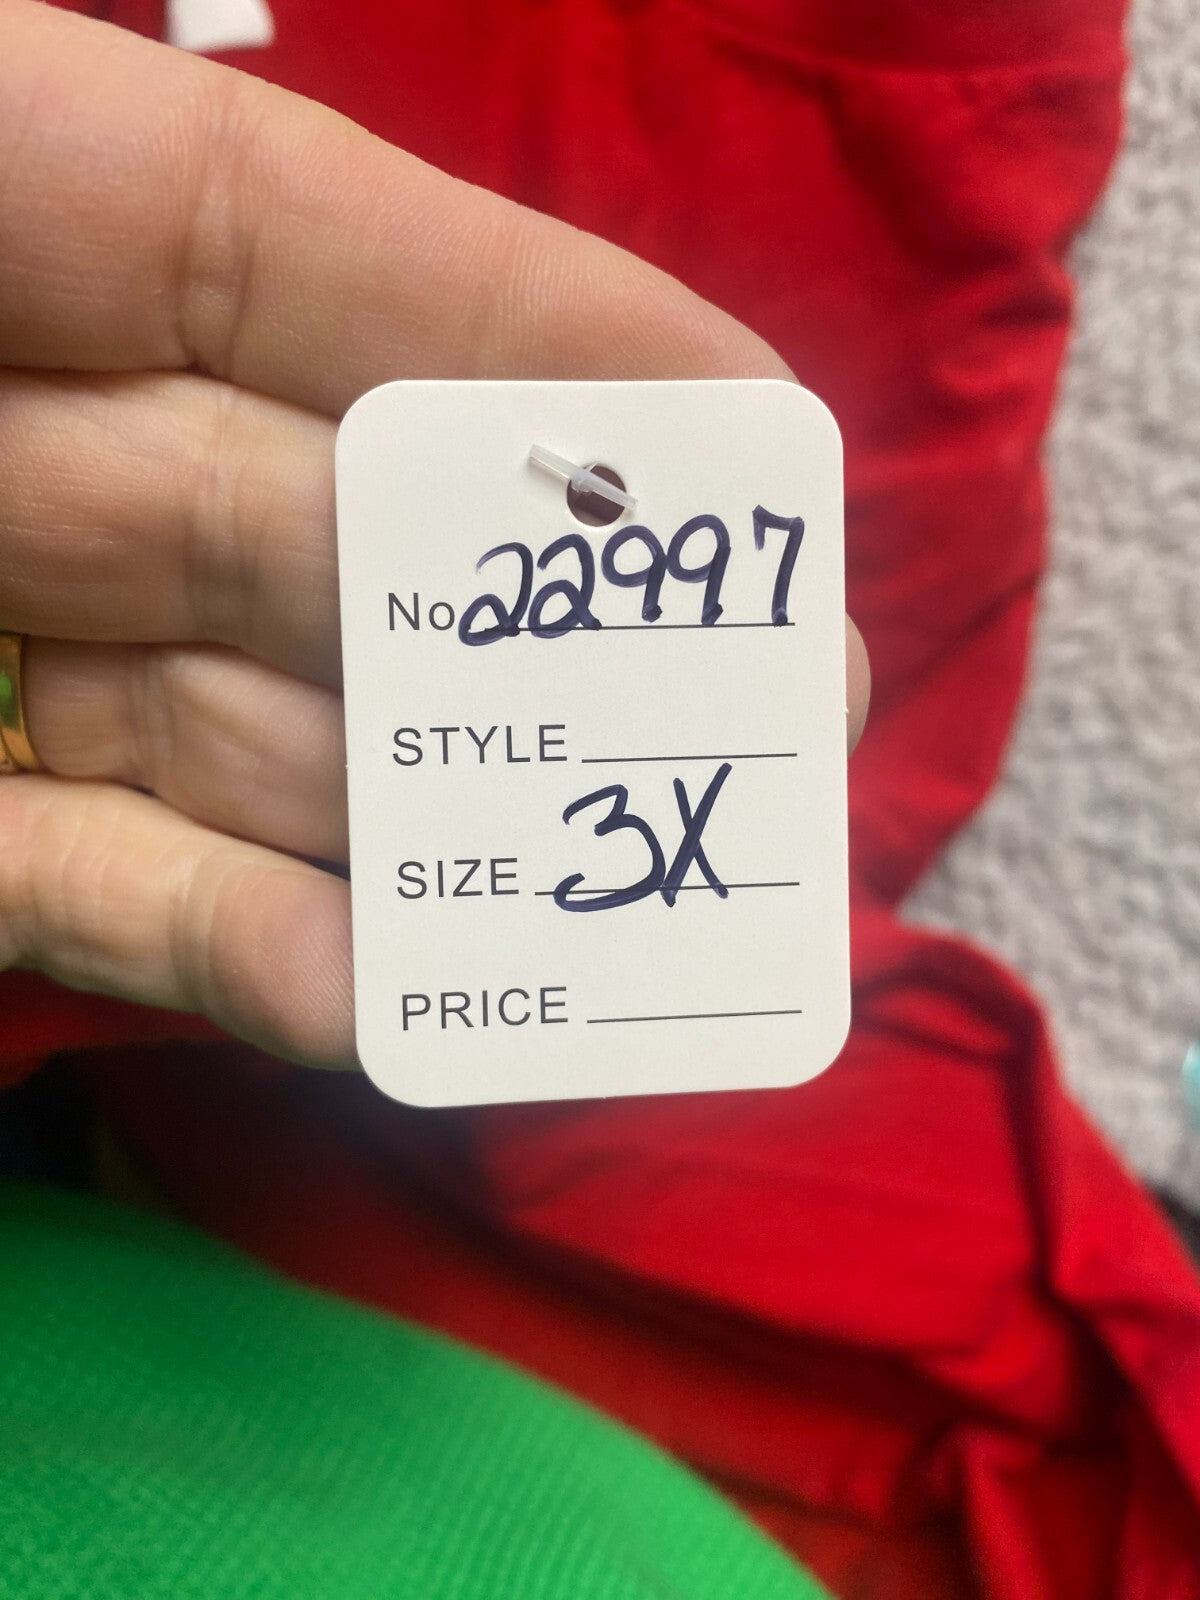 No 22997
STYLE
SIZE 3X
PRICE